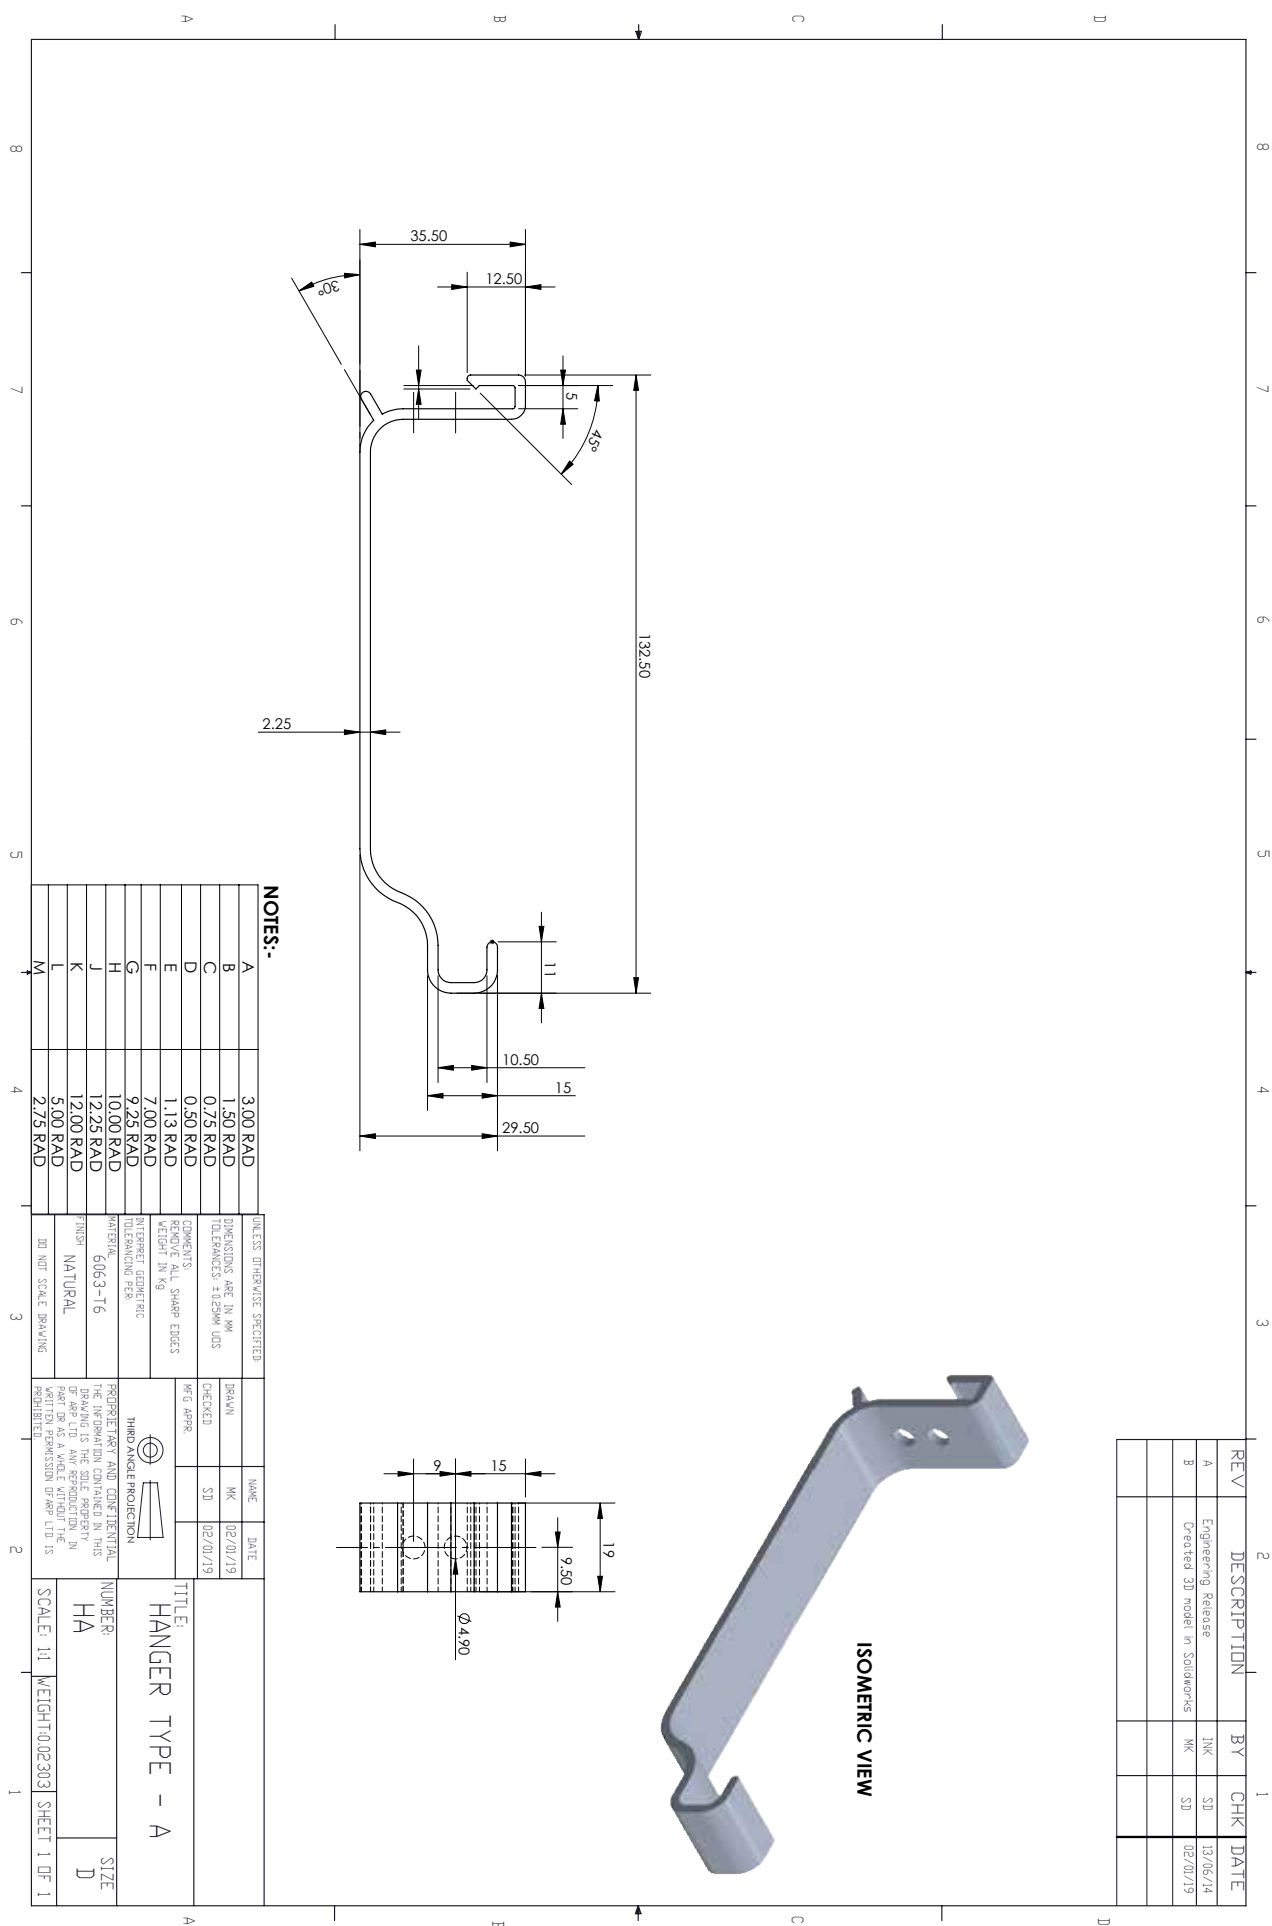 8
7
6
5
4
3
2
1
D
C
B
A
REV
DESCRIPTION
BY
CHK
DATE
A
Engineering Release
INK
SD
13/06/14
B
Created 3D model in Solidworks
MK
SD
02/01/19
ISOMETRIC VIEW
132.50
45°
5
12.50
35.50
30°
2.25
11
10.50
15
29.50
19
9.50
Ø4.90
15
9
NOTES:-
A 3.00 RAD
B 1.50 RAD
C 0.75 RAD
D 0.50 RAD
E 1.13 RAD
F 7.00 RAD
G 9.25 RAD
H 10.00 RAD
J 12.25 RAD
K 12.00 RAD
L 5.00 RAD
M 2.75 RAD
UNLESS OTHERWISE SPECIFIED:
DIMENSIONS ARE IN MM
TOLERANCES: ±0.25MM UOS
COMMENTS:
REMOVE ALL SHARP EDGES
WEIGHT IN Kg
INTERPRET GEOMETRIC
TOLERANCING PER:
MATERIAL
6063-T6
FINISH
NATURAL
DO NOT SCALE DRAWING
NAME
DATE
DRAWN
MK
02/01/19
CHECKED
SD
02/01/19
MFG APPR.
THIRD ANGLE PROJECTION
PROPRIETARY AND CONFIDENTIAL
THE INFORMATION CONTAINED IN THIS
DRAWING IS THE SOLE PROPERTY
OF ARP LTD. ANY REPRODUCTION IN
PART OR AS A WHOLE WITHOUT THE
WRITTEN PERMISSION OF ARP LTD. IS
PROHIBITED.
TITLE:
HANGER TYPE - A
NUMBER:
HA
SIZE
D
SCALE: 1:1
WEIGHT:0.02303
SHEET 1 OF 1
8
7
6
5
4
3
2
1
D
C
B
A